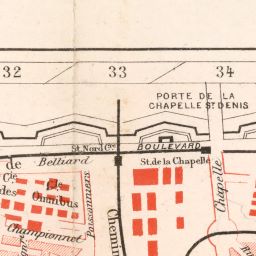 32 33 34
PORTE DE LA
CHAPELLE ST DENIS
St. Nord Cre
BOULEVARD
de Belliard
St. de la Chapelle
Cie
Gle
des
Omnibus
Poissonniers
Chapelle
Championnet
Chemin